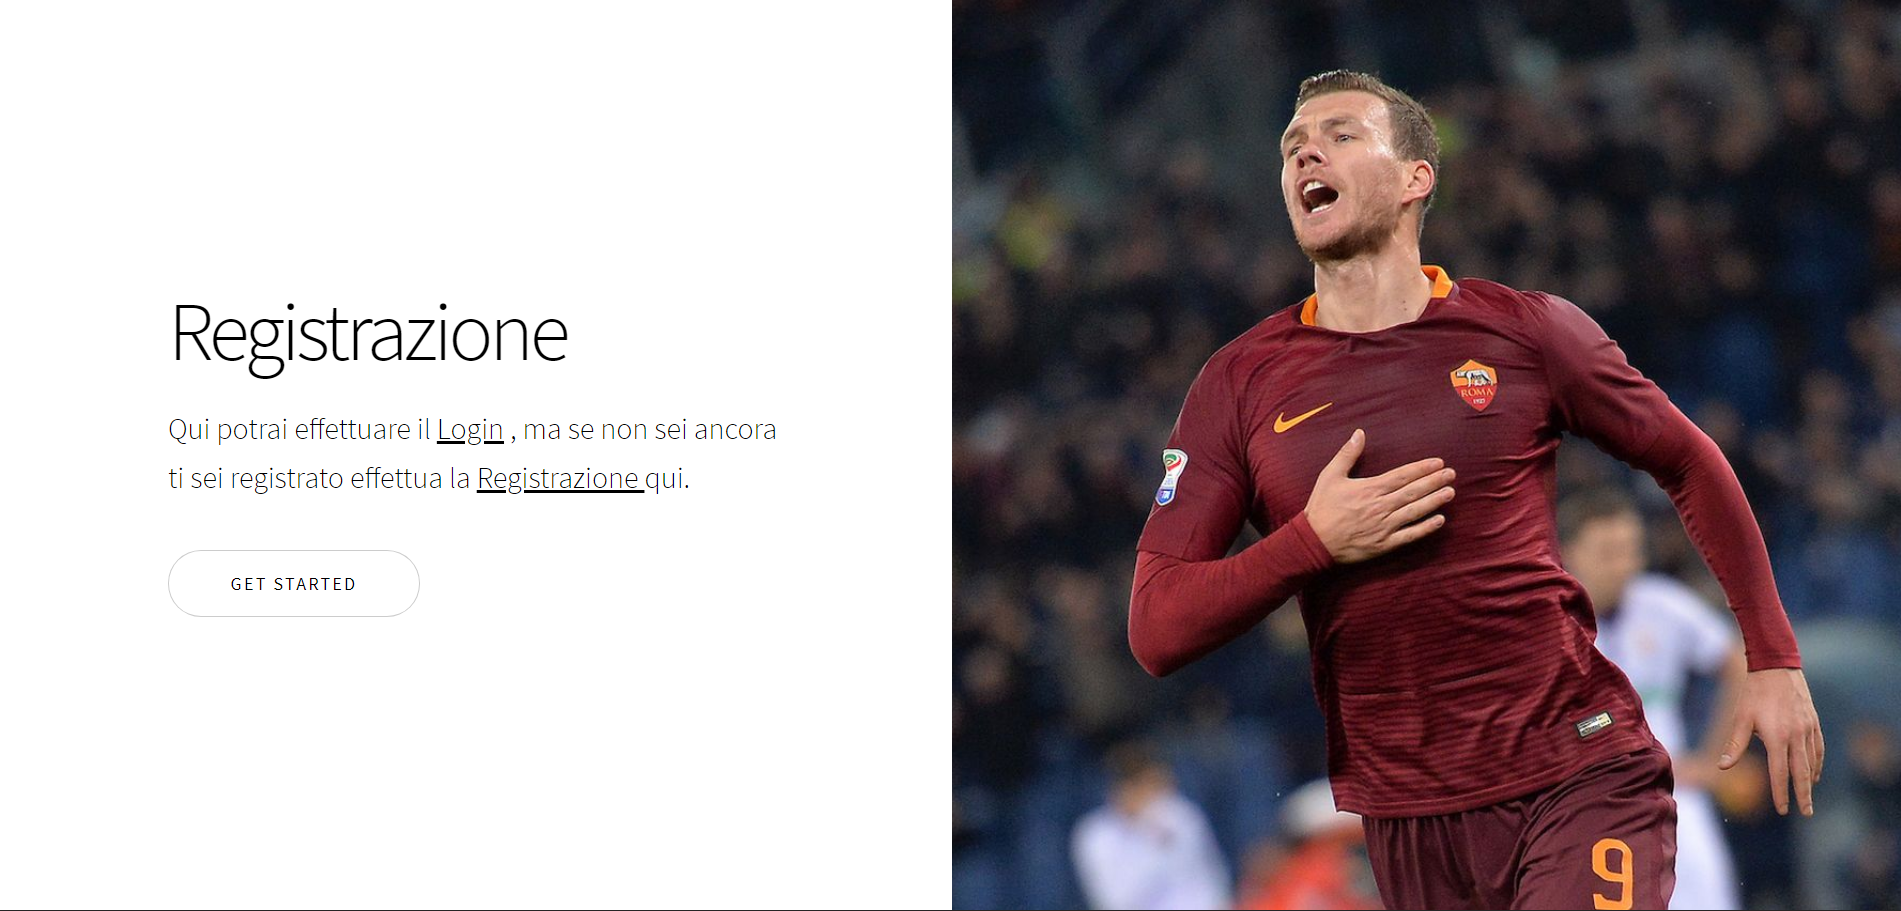 Registrazione
Qui potrai effettuare il Login , ma se non sei ancora
ti sei registrato effettua la Registrazione qui.
GET STARTED
ROMA
1927
9